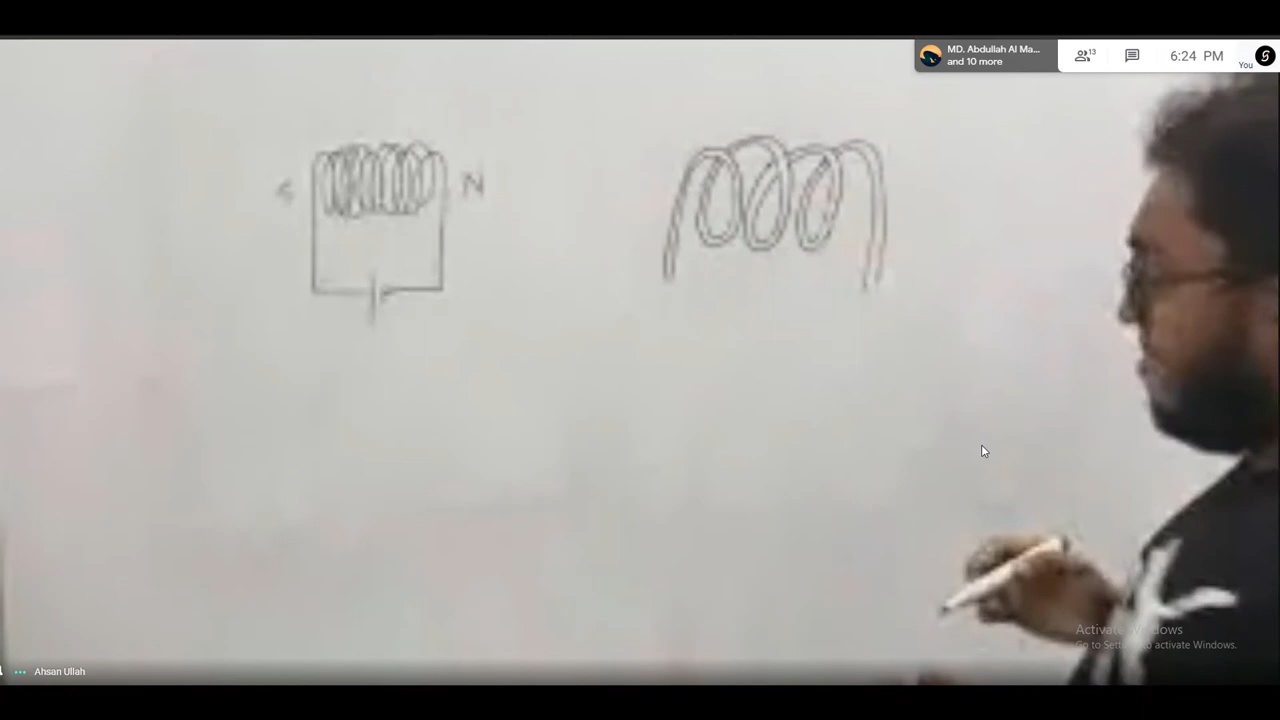 MD. Abdullah Al Ma...
and 10 more
13
6:24 PM
You
S N
Activate Windows
Go to Settings to activate Windows.
Ahsan Ullah